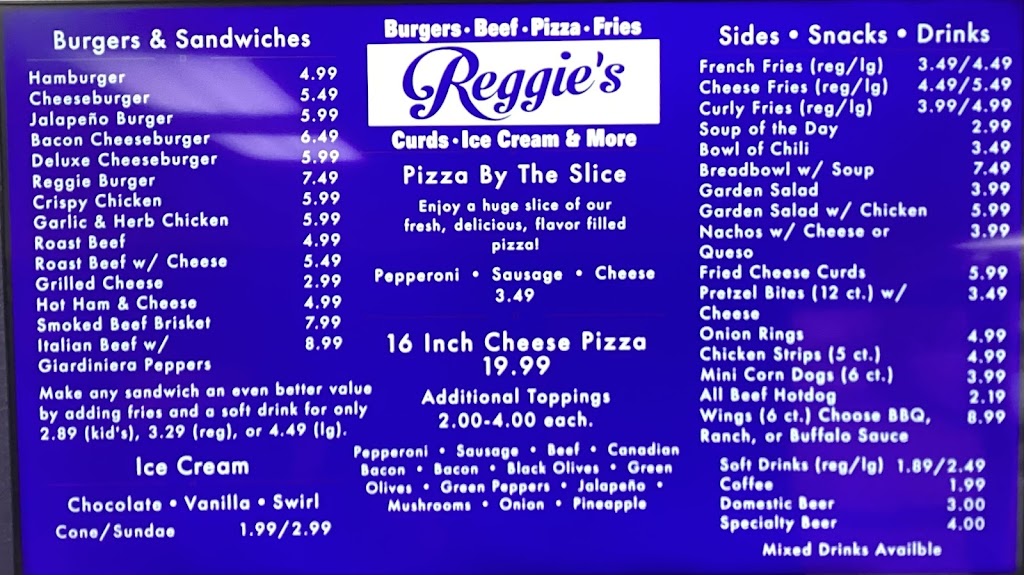 Burgers & Sandwiches
Hamburger 4.99
Cheeseburger 5.49
Jalapeño Burger 5.99
Bacon Cheeseburger 6.49
Deluxe Cheeseburger 5.99
Reggie Burger 7.49
Crispy Chicken 5.99
Garlic & Herb Chicken 5.99
Roast Beef 4.99
Roast Beef w/ Cheese 5.49
Grilled Cheese 2.99
Hot Ham & Cheese 4.99
Smoked Beef Brisket 7.99
Italian Beef w/ 8.99
Giardiniera Peppers
Make any sandwich an even better value
by adding fries and a soft drink for only
2.89 (kid's), 3.29 (reg), or 4.49 (lg).
Ice Cream
Chocolate • Vanilla • Swirl
Cone/Sundae 1.99/2.99
Burgers • Beef • Pizza • Fries
Reggie's
Curds • Ice Cream & More
Pizza By The Slice
Enjoy a huge slice of our
fresh, delicious, flavor filled
pizza!
Pepperoni • Sausage • Cheese
3.49
16 Inch Cheese Pizza
19.99
Additional Toppings
2.00-4.00 each.
Pepperoni • Sausage • Beef • Canadian
Bacon • Bacon • Black Olives • Green
Olives • Green Peppers • Jalapeño •
Mushrooms • Onion • Pineapple
Sides • Snacks • Drinks
French Fries (reg/lg) 3.49/4.49
Cheese Fries (reg/lg) 4.49/5.49
Curly Fries (reg/lg) 3.99/4.99
Soup of the Day 2.99
Bowl of Chili 3.49
Breadbowl w/ Soup 7.49
Garden Salad 3.99
Garden Salad w/ Chicken 5.99
Nachos w/ Cheese or 3.99
Queso
Fried Cheese Curds 5.99
Pretzel Bites (12 ct.) w/ 3.49
Cheese
Onion Rings 4.99
Chicken Strips (5 ct.) 4.99
Mini Corn Dogs (6 ct.) 3.99
All Beef Hotdog 2.19
Wings (6 ct.) Choose BBQ, 8.99
Ranch, or Buffalo Sauce
Soft Drinks (reg/lg) 1.89/2.49
Coffee 1.99
Domestic Beer 3.00
Specialty Beer 4.00
Mixed Drinks Availble